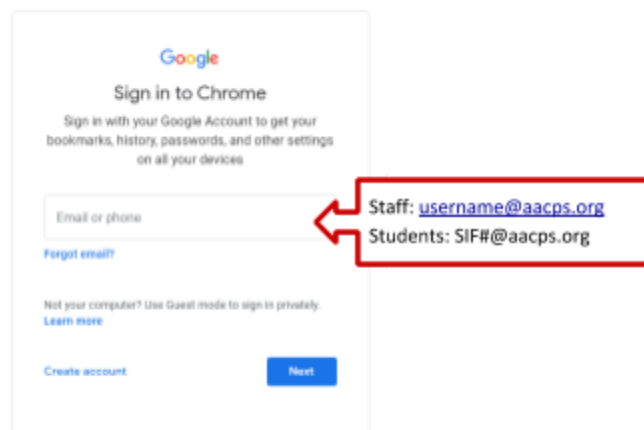 Google
Sign in to Chrome
Sign in with your Google Account to get your
bookmarks, history, passwords, and other settings
on all your devices
Email or phone
Staff: username@aacps.org
Students: SIF#@aacps.org
Forgot email?
Not your computer? Use Guest mode to sign in privately.
Learn more
Create account
Next